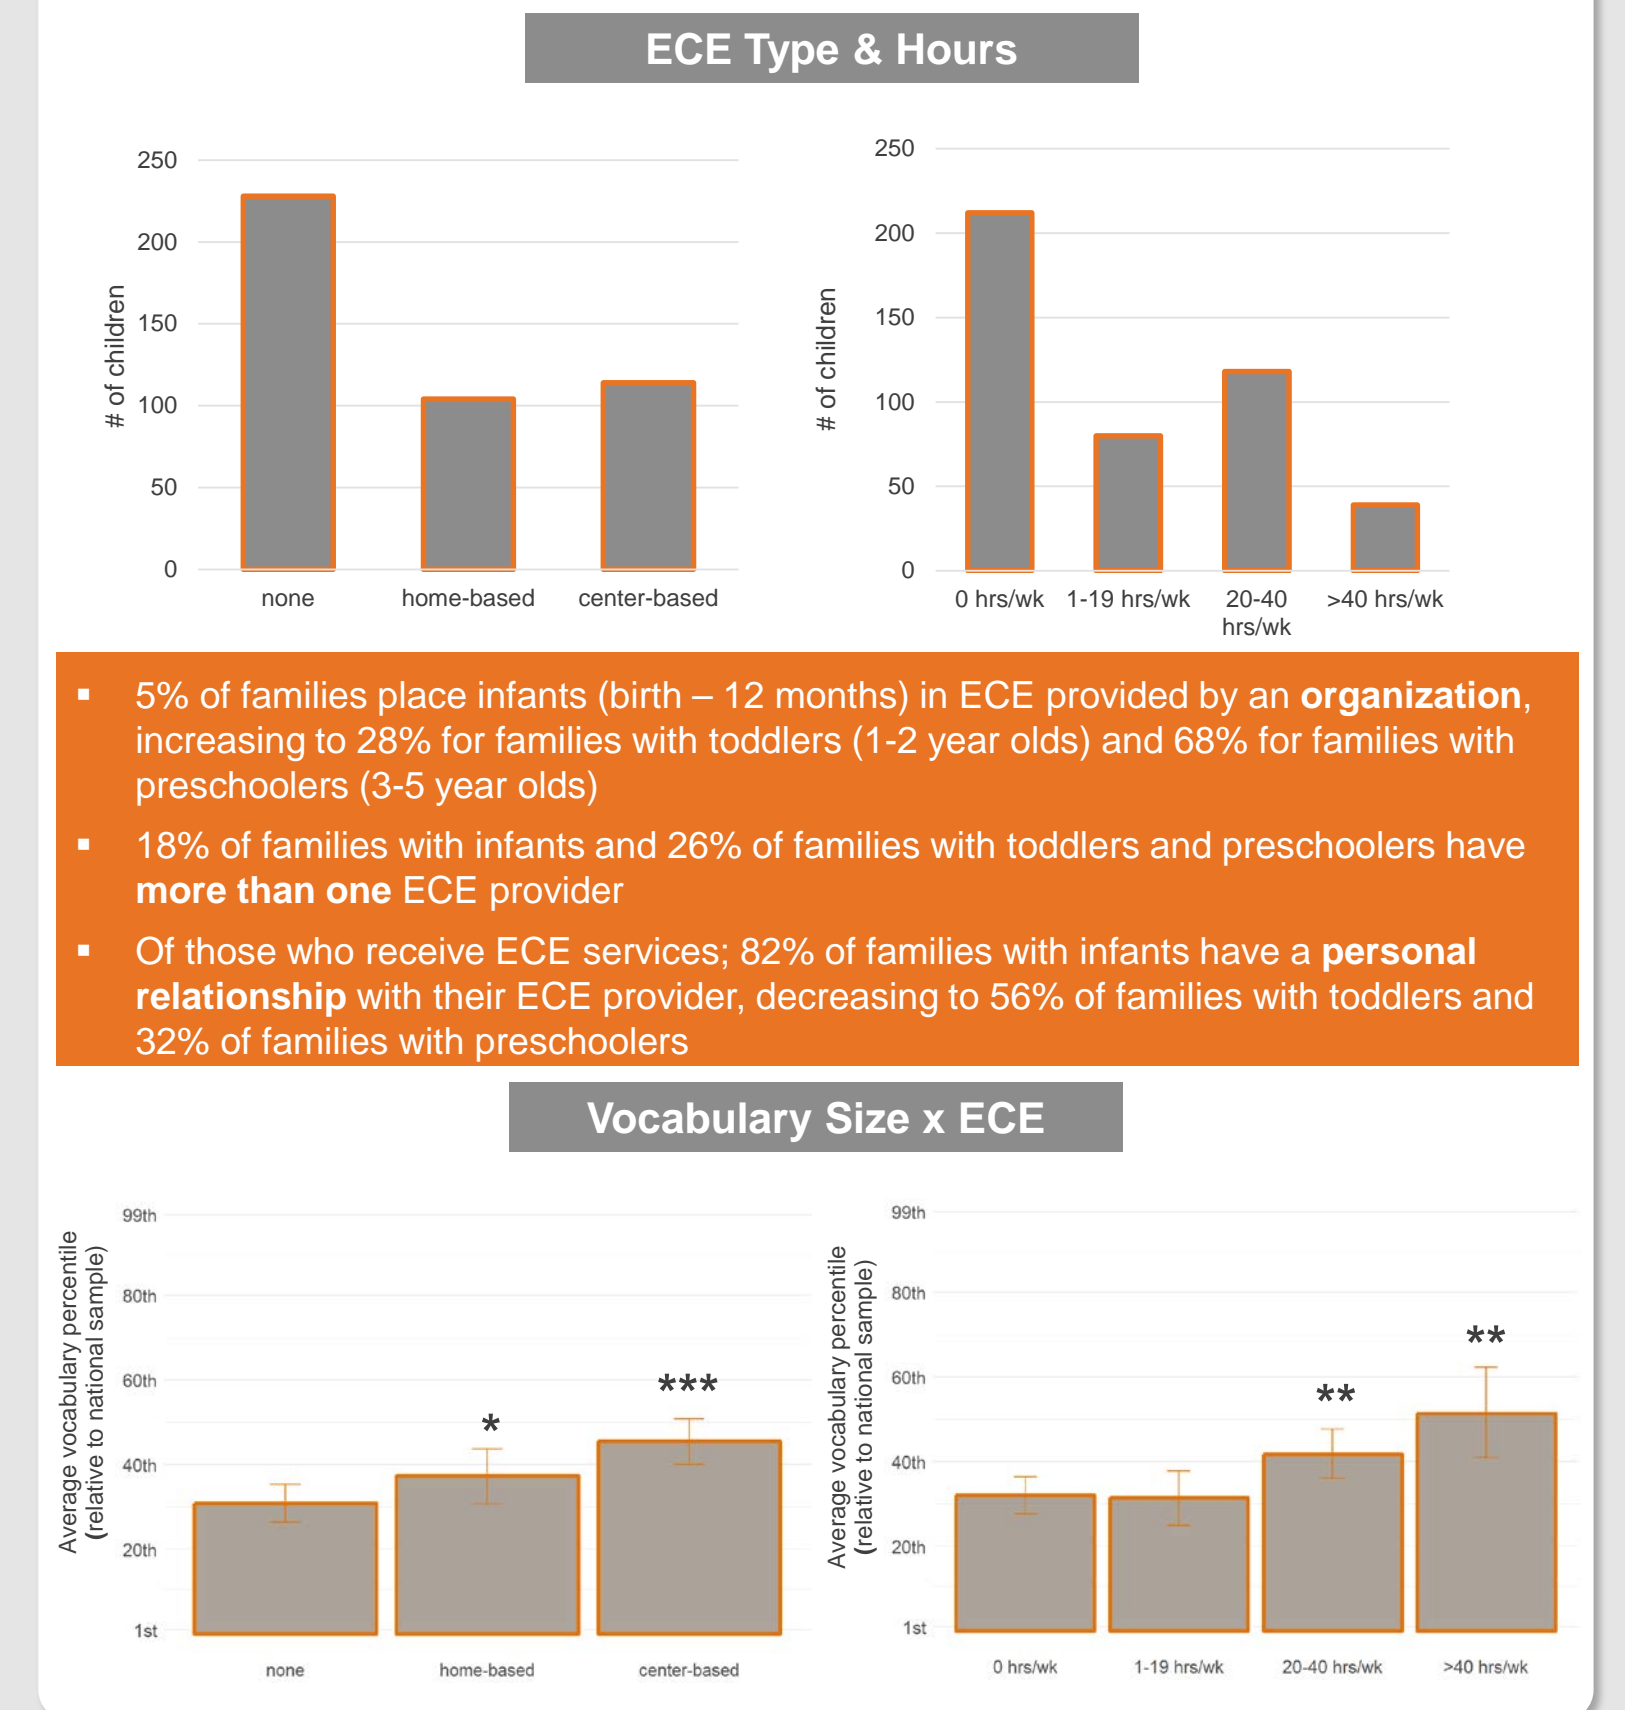 ECE Type & Hours
# of children
250
200
150
100
50
0
none
home-based
center-based
# of children
250
200
150
100
50
0
0 hrs/wk
1-19 hrs/wk
20-40
hrs/wk
>40 hrs/wk
▪ 5% of families place infants (birth – 12 months) in ECE provided by an organization,
increasing to 28% for families with toddlers (1-2 year olds) and 68% for families with
preschoolers (3-5 year olds)
▪ 18% of families with infants and 26% of families with toddlers and preschoolers have
more than one ECE provider
▪ Of those who receive ECE services; 82% of families with infants have a personal
relationship with their ECE provider, decreasing to 56% of families with toddlers and
32% of families with preschoolers
Vocabulary Size x ECE
Average vocabulary percentile
(relative to national sample)
99th
80th
60th
40th
20th
1st
*
***
none
home-based
center-based
Average vocabulary percentile
(relative to national sample)
99th
80th
60th
40th
20th
1st
**
**
0 hrs/wk
1-19 hrs/wk
20-40 hrs/wk
>40 hrs/wk